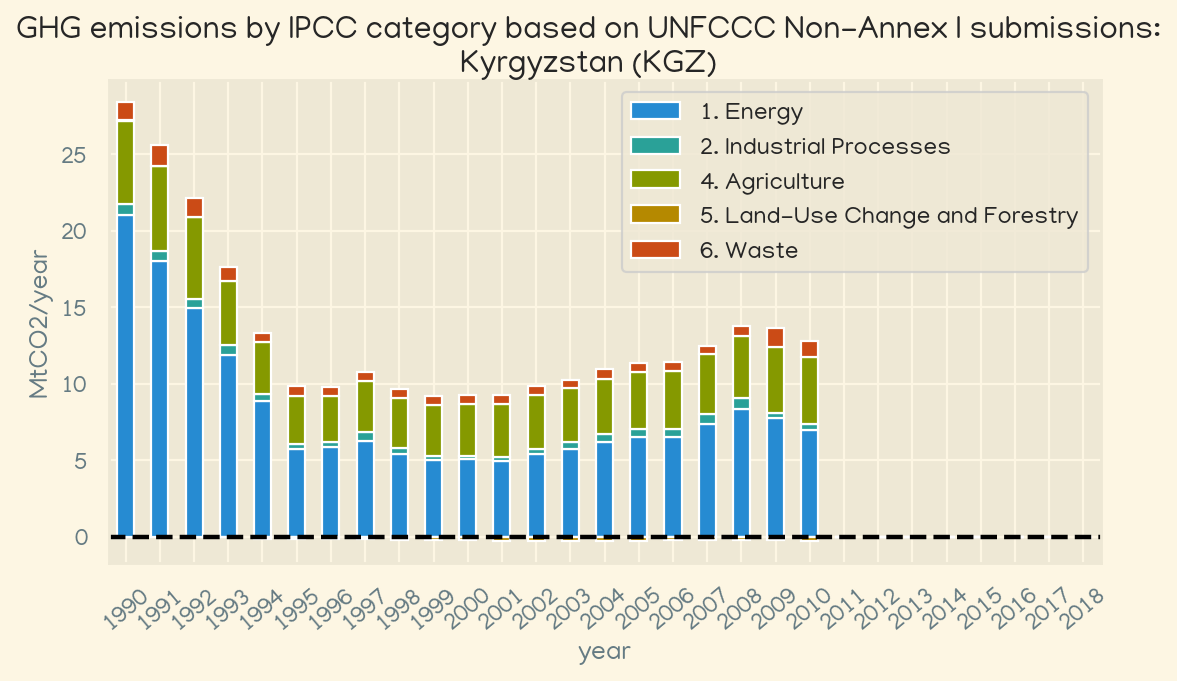 GHG emissions by IPCC category based on UNFCCC Non-Annex I submissions:
Kyrgyzstan (KGZ)
1. Energy
2. Industrial Processes
4. Agriculture
5. Land-Use Change and Forestry
6. Waste
MtCO2/year
25
20
15
10
5
0
1990 1991 1992 1993 1994 1995 1996 1997 1998 1999 2000 2001 2002 2003 2004 2005 2006 2007 2008 2009 2010 2011 2012 2013 2014 2015 2016 2017 2018
year